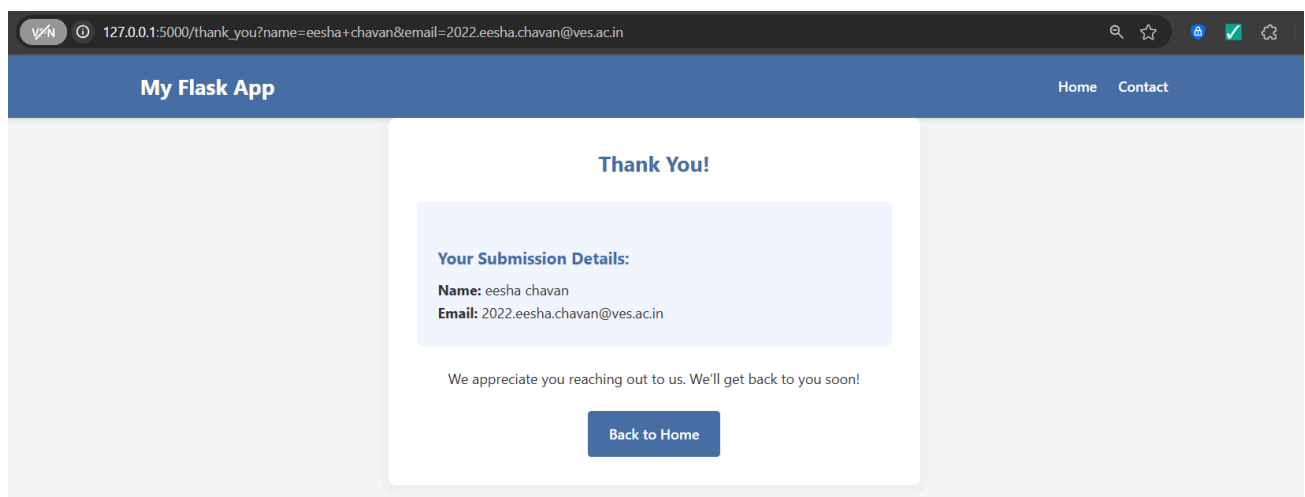 VPN 127.0.0.1:5000/thank_you?name=eesha+chavan&email=2022.eesha.chavan@ves.ac.in
My Flask App Home Contact
Thank You!
Your Submission Details:
Name: eesha chavan
Email: 2022.eesha.chavan@ves.ac.in
We appreciate you reaching out to us. We'll get back to you soon!
Back to Home